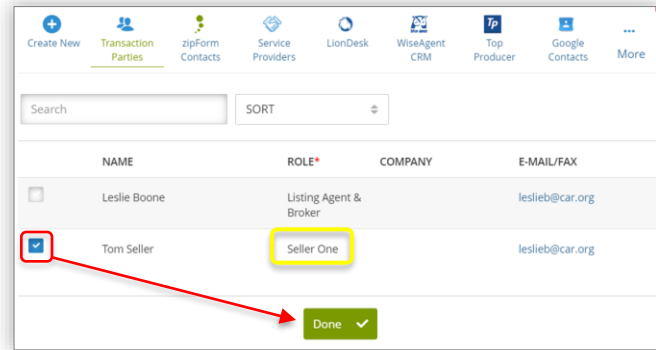 Create New
Transaction
Parties
zipForm
Contacts
Service
Providers
LionDesk
WiseAgent
CRM
Tp
Top
Producer
Google
Contacts
More
Search
SORT
NAME ROLE* COMPANY E-MAIL/FAX
Leslie Boone Listing Agent & leslieb@car.org
Broker
Tom Seller Seller One leslieb@car.org
Done